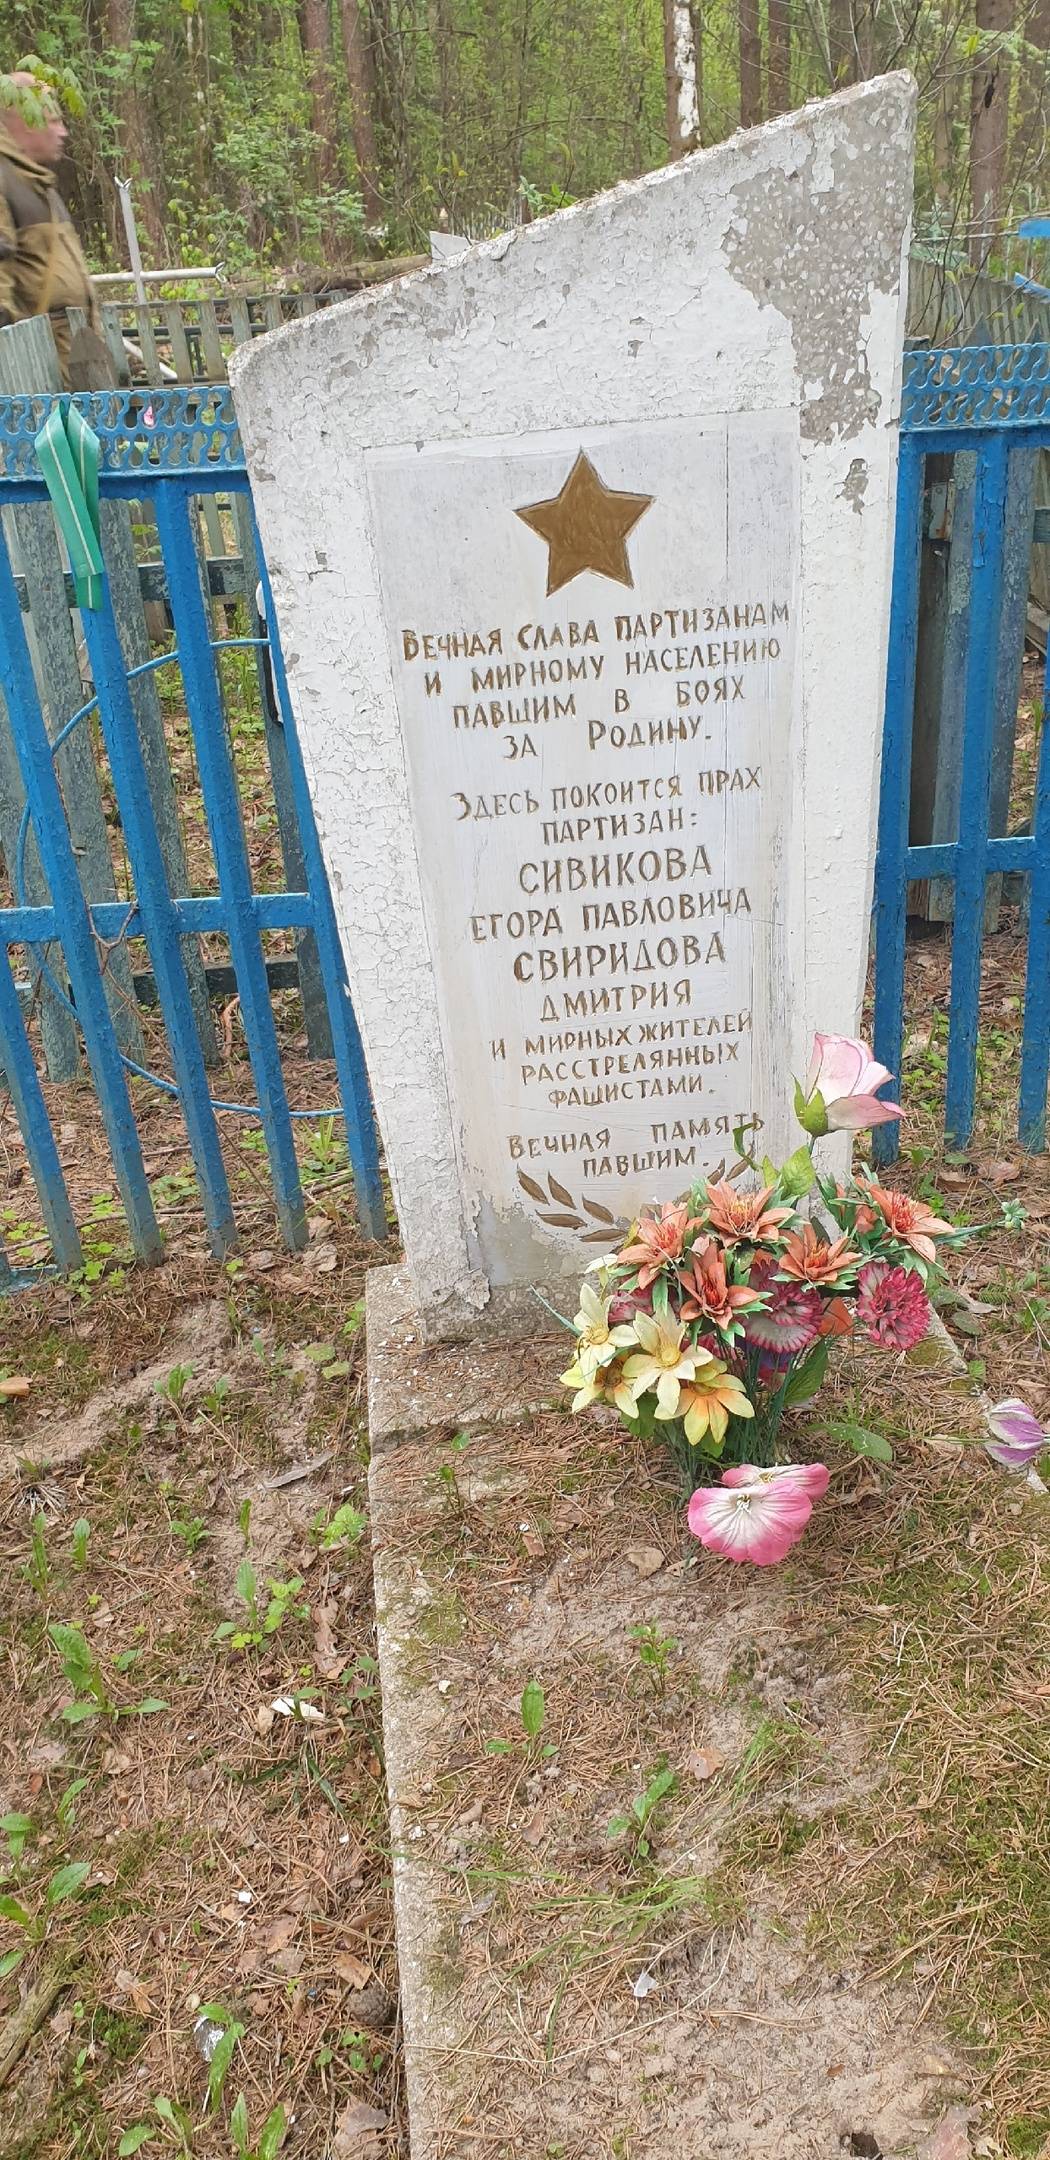 ВЕЧНАЯ СЛАВА ПАРТИЗАНАМ
И МИРНОМУ НАСЕЛЕНИЮ
ПАВШИМ В БОЯХ
ЗА РОДИНУ.
ЗДЕСЬ ПОКОИТСЯ ПРАХ
ПАРТИЗАН:
СИВИКОВА
ЕГОРА ПАВЛОВИЧА
СВИРИДОВА
ДМИТРИЯ
И МИРНЫХ ЖИТЕЛЕЙ
РАССТРЕЛЯННЫХ
ФАШИСТАМИ.
ВЕЧНАЯ ПАМЯТЬ
ПАВШИМ.